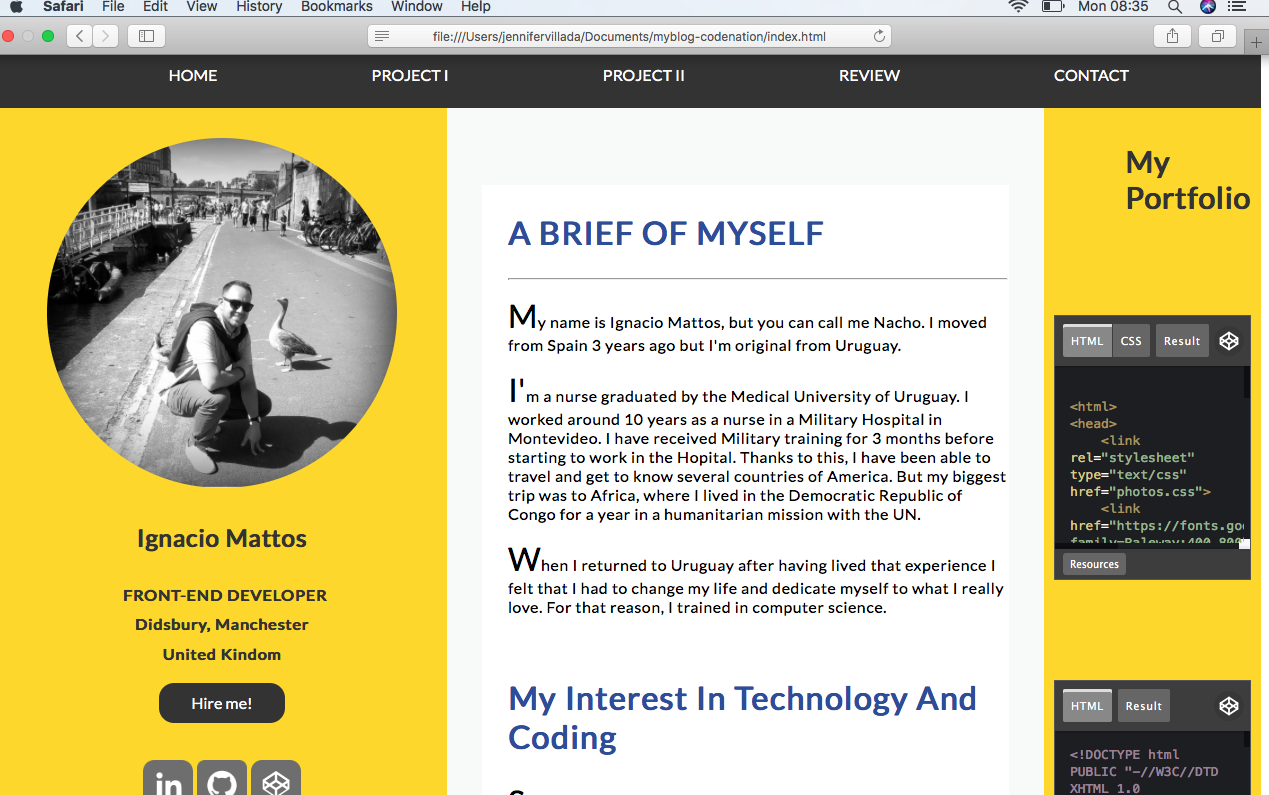 Safari File Edit View History Bookmarks Window Help Mon 08:35
file:///Users/jennifervillada/Documents/myblog-codenation/index.html
HOME PROJECT I PROJECT II REVIEW CONTACT
Ignacio Mattos
FRONT-END DEVELOPER
Didsbury, Manchester
United Kindom
Hire me!
in
A BRIEF OF MYSELF
My name is Ignacio Mattos, but you can call me Nacho. I moved
from Spain 3 years ago but I'm original from Uruguay.
I'm a nurse graduated by the Medical University of Uruguay. I
worked around 10 years as a nurse in a Military Hospital in
Montevideo. I have received Military training for 3 months before
starting to work in the Hopital. Thanks to this, I have been able to
travel and get to know several countries of America. But my biggest
trip was to Africa, where I lived in the Democratic Republic of
Congo for a year in a humanitarian mission with the UN.
When I returned to Uruguay after having lived that experience I
felt that I had to change my life and dedicate myself to what I really
love. For that reason, I trained in computer science.
My Interest In Technology And
Coding
My
Portfolio
HTML CSS Result
<html>
<head>
<link
rel="stylesheet"
type="text/css"
href="photos.css">
<link
href="https://fonts.goo
family=Raleway:400,800
Resources
HTML Result
<!DOCTYPE html
PUBLIC "-//W3C//DTD
XHTML 1.0